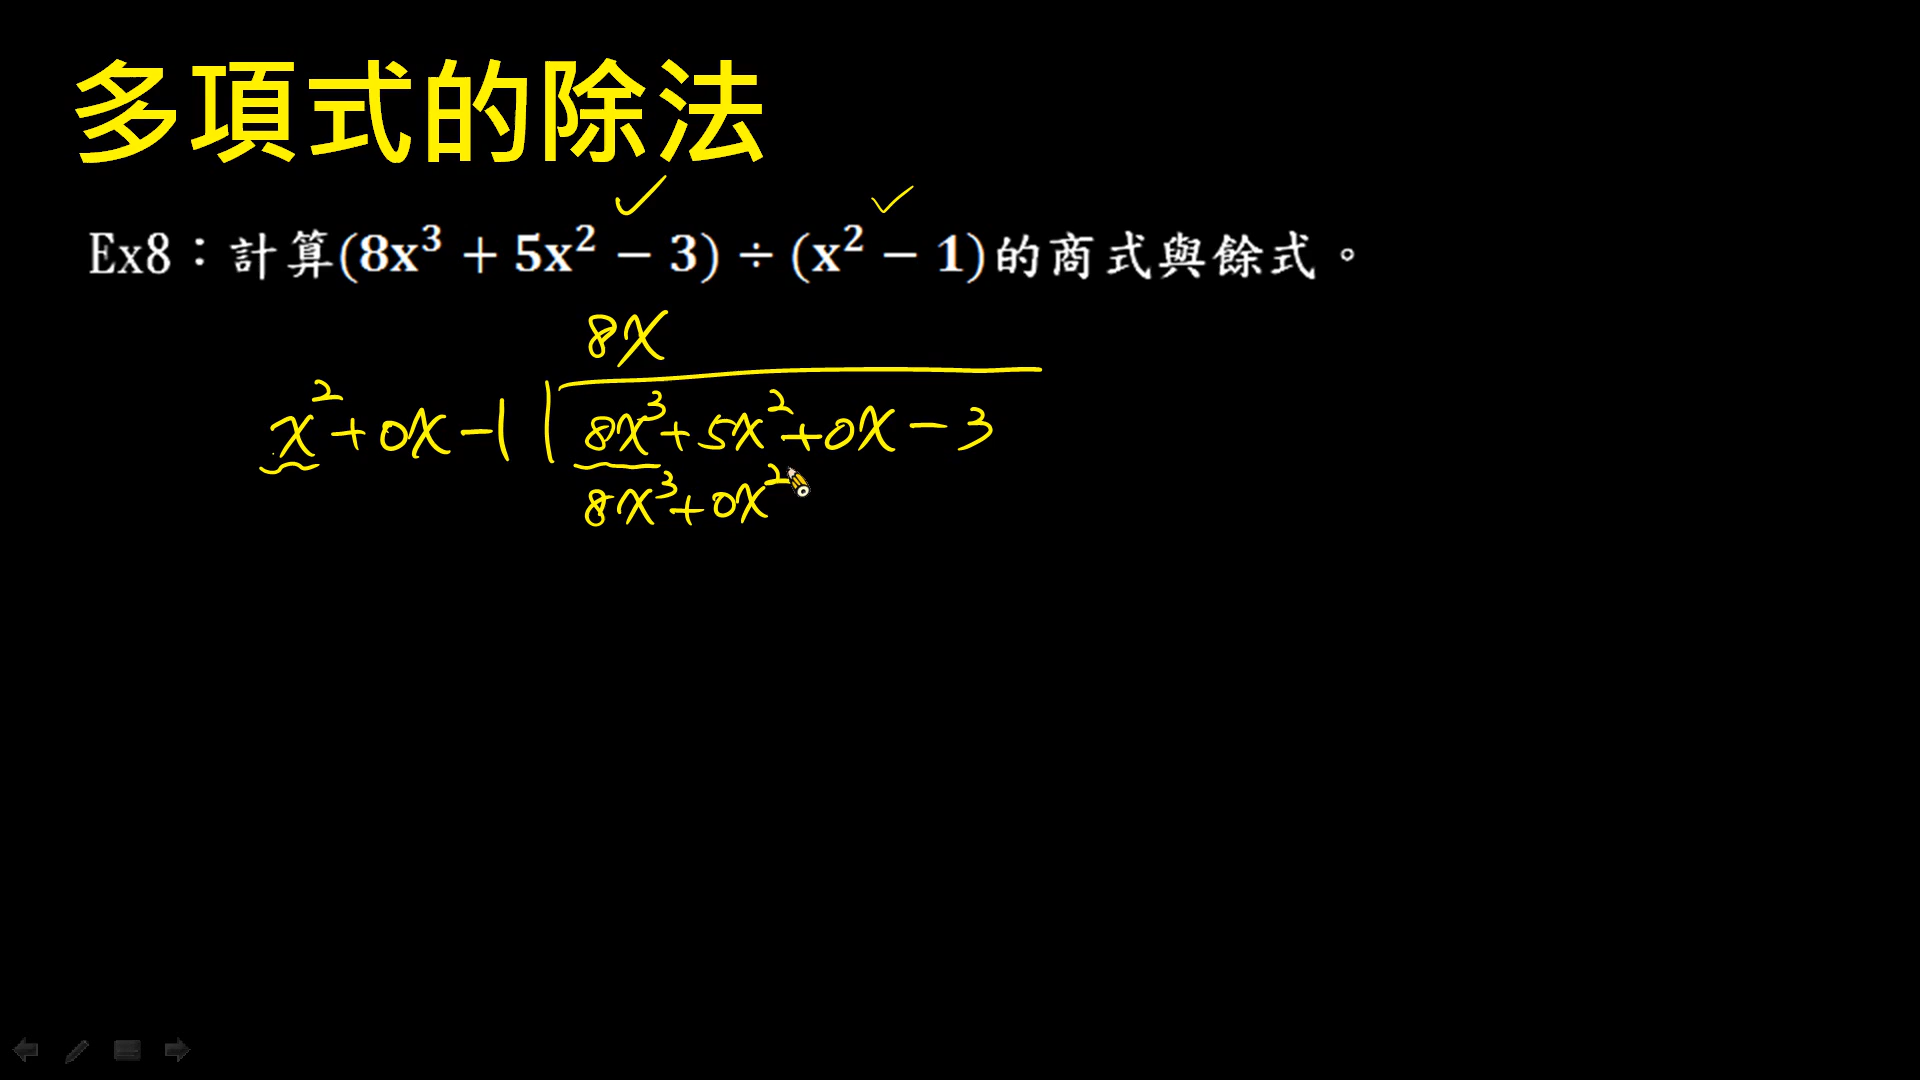 多項式的除法
Ex8：計算(8x³ + 5x² − 3) ÷ (x² − 1)的商式與餘式。
8x
x²+0x-1 | 8x³+5x²+0x-3
8x³+0x²